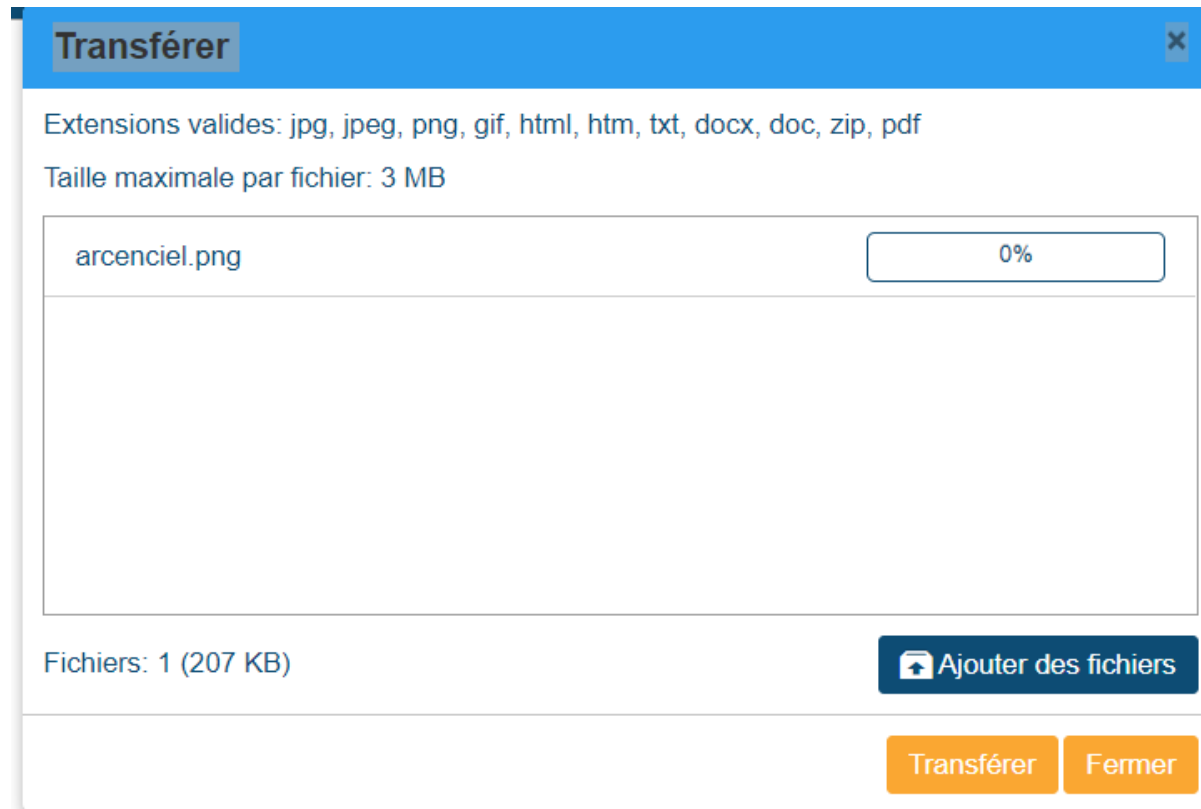 Transférer ×
Extensions valides: jpg, jpeg, png, gif, html, htm, txt, docx, doc, zip, pdf
Taille maximale par fichier: 3 MB
arcenciel.png 0%
Fichiers: 1 (207 KB) Ajouter des fichiers
Transférer Fermer